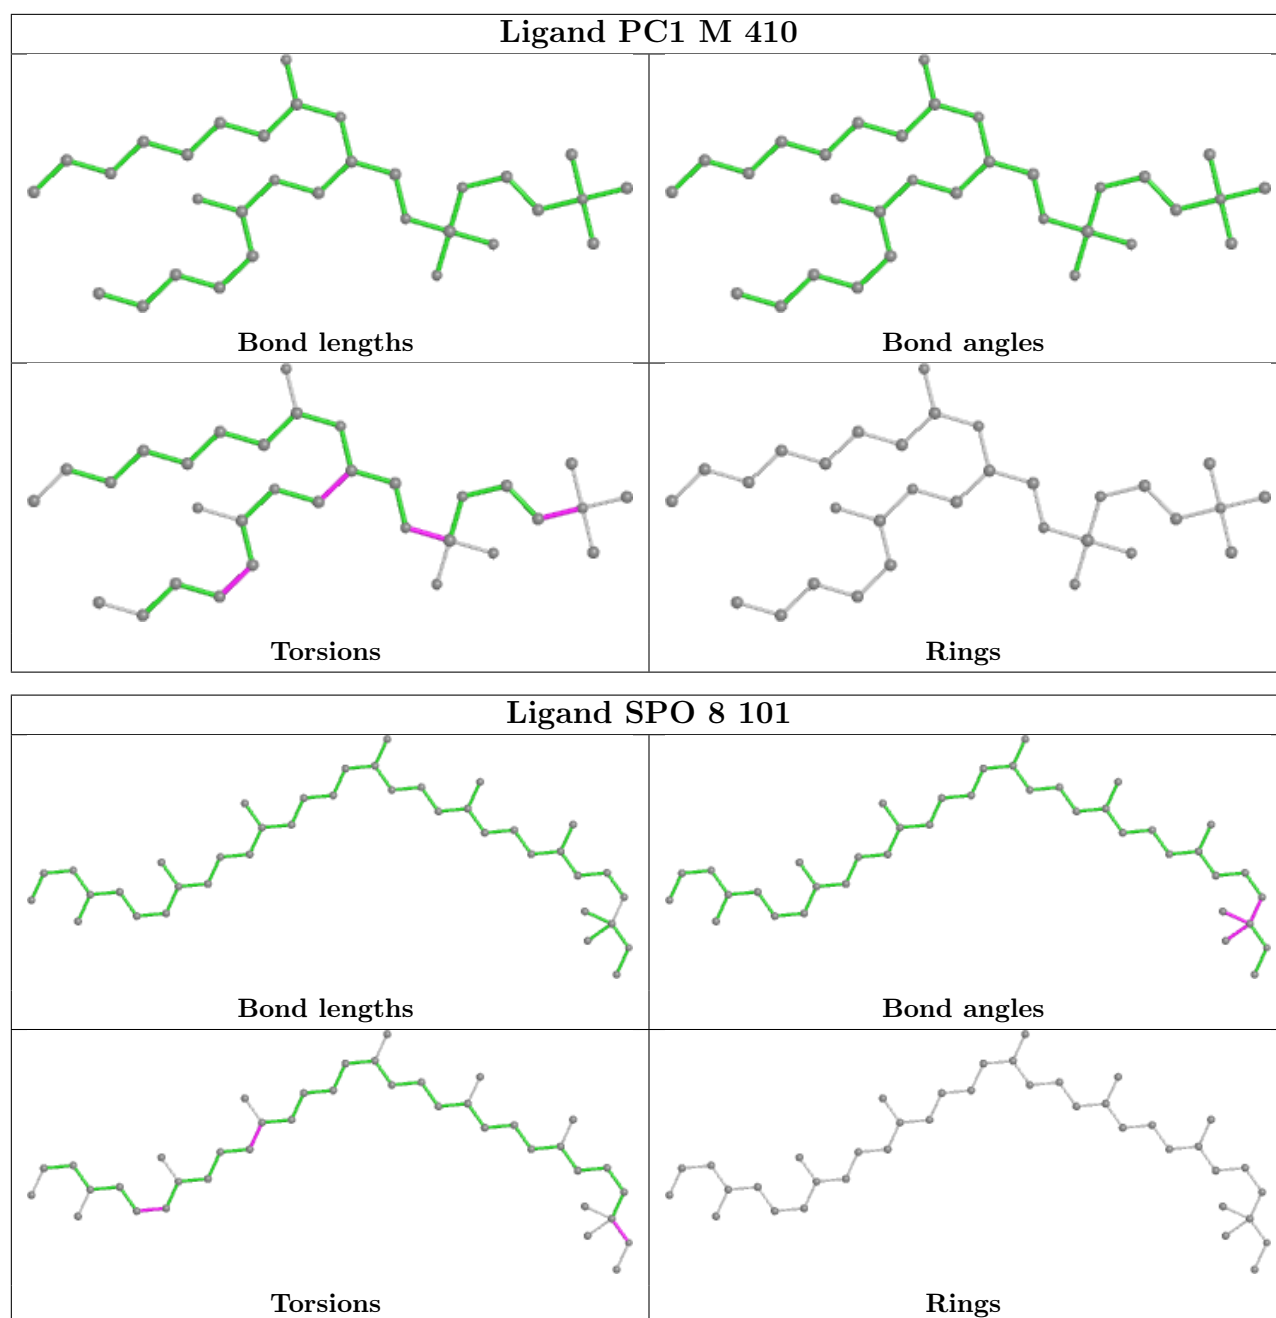 Ligand PC1 M 410
Bond lengths
Bond angles
Torsions
Rings
Ligand SPO 8 101
Bond lengths
Bond angles
Torsions
Rings